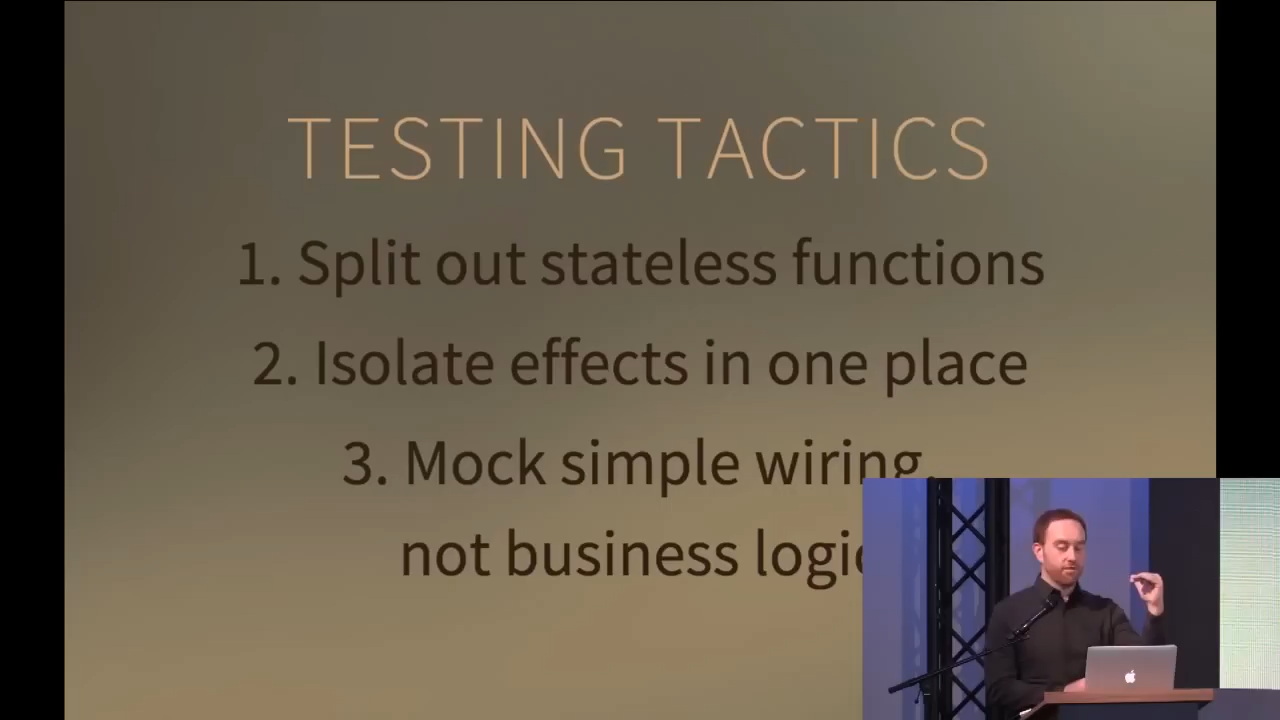 TESTING TACTICS
1. Split out stateless functions
2. Isolate effects in one place
3. Mock simple wiring,
not business logic